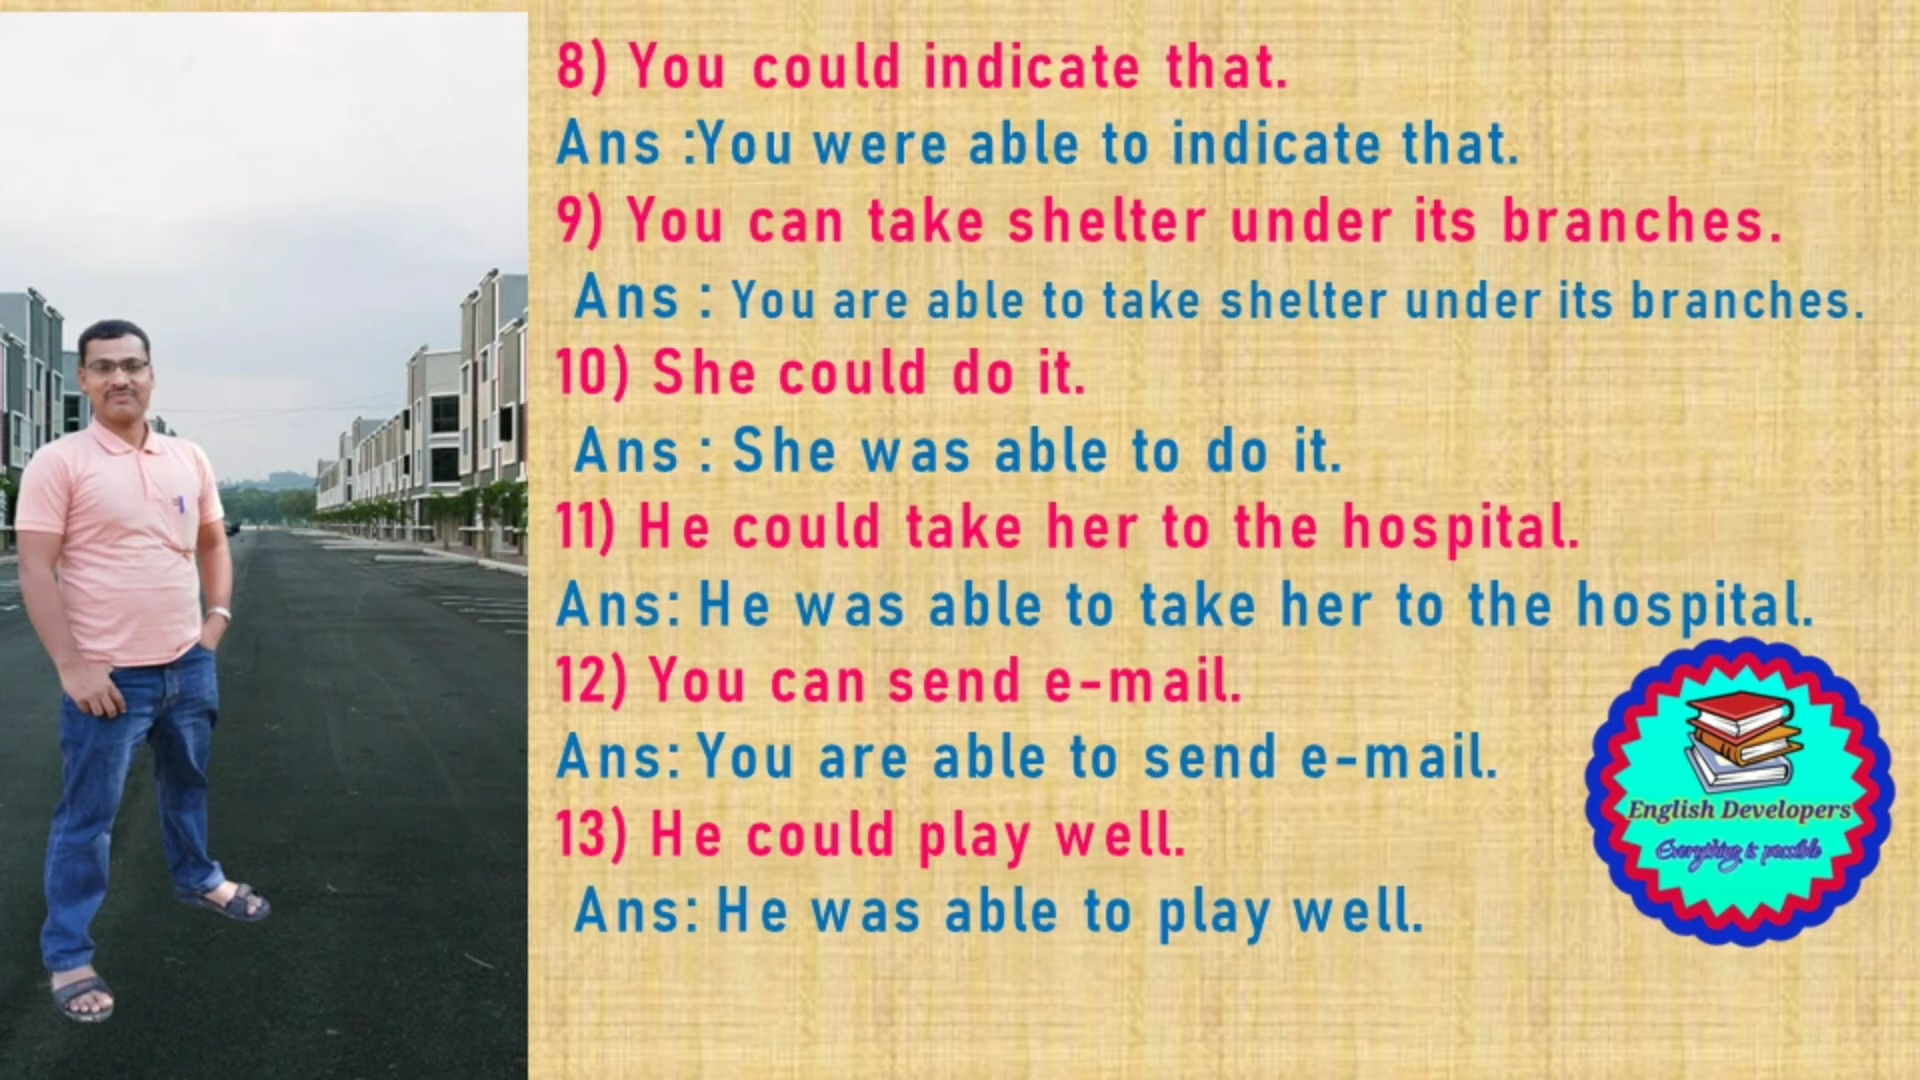 8) You could indicate that.
Ans :You were able to indicate that.
9) You can take shelter under its branches.
Ans : You are able to take shelter under its branches.
10) She could do it.
Ans : She was able to do it.
11) He could take her to the hospital.
Ans: He was able to take her to the hospital.
12) You can send e-mail.
Ans: You are able to send e-mail.
13) He could play well.
Ans: He was able to play well.
English Developers
Everything is possible